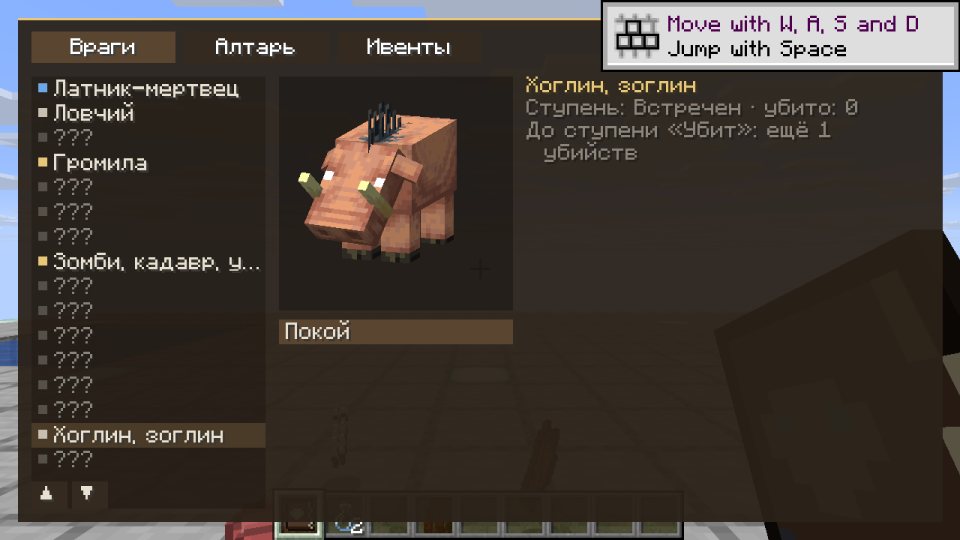 Враги
Алтарь
Ивенты
Move with W, A, S and D
Jump with Space
Латник-мертвец
Ловчий
???
Громила
???
???
???
Зомби, кадавр, у...
???
???
???
???
???
???
Хоглин, зоглин
???
Покой
Хоглин, зоглин
Ступень: Встречен · убито: 0
До ступени «Убит»: ещё 1
убийств
2